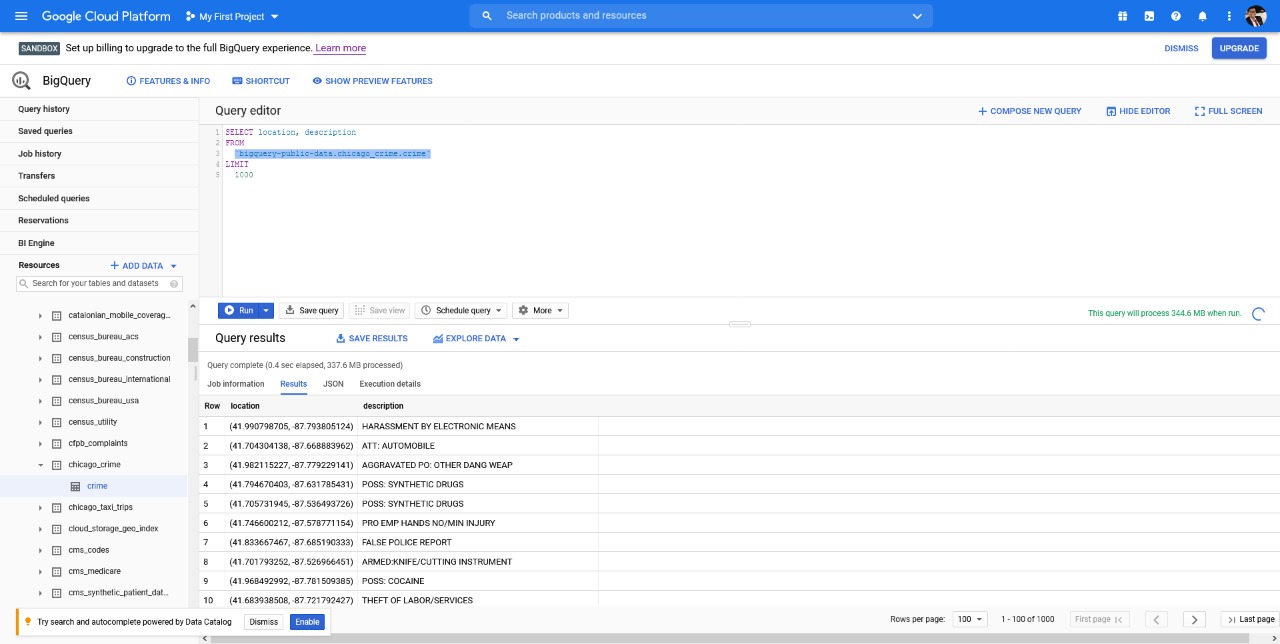 Google Cloud Platform My First Project Search products and resources
SANDBOX Set up billing to upgrade to the full BigQuery experience. Learn more DISMISS UPGRADE
BigQuery FEATURES & INFO SHORTCUT SHOW PREVIEW FEATURES
Query history
Saved queries
Job history
Transfers
Scheduled queries
Reservations
BI Engine
Resources + ADD DATA
Search for your tables and datasets
catalonian_mobile_coverag...
census_bureau_acs
census_bureau_construction
census_bureau_international
census_bureau_usa
census_utility
cfpb_complaints
chicago_crime
crime
chicago_taxi_trips
cloud_storage_geo_index
cms_codes
cms_medicare
cms_synthetic_patient_dat...
Try search and autocomplete powered by Data Catalog Dismiss Enable
Query editor + COMPOSE NEW QUERY HIDE EDITOR FULL SCREEN
1 SELECT location, description
2 FROM
3 `bigquery-public-data.chicago_crime.crime`
4 LIMIT
5 1000
Run Save query Save view Schedule query More This query will process 344.6 MB when run.
Query results SAVE RESULTS EXPLORE DATA
Query complete (0.4 sec elapsed, 337.6 MB processed)
Job information Results JSON Execution details
Row location description
1 (41.990798705, -87.793805124) HARASSMENT BY ELECTRONIC MEANS
2 (41.704304138, -87.668883962) ATT: AUTOMOBILE
3 (41.982115227, -87.779229141) AGGRAVATED PO: OTHER DANG WEAP
4 (41.794670403, -87.631785431) POSS: SYNTHETIC DRUGS
5 (41.705731945, -87.536493726) POSS: SYNTHETIC DRUGS
6 (41.746600212, -87.578771154) PRO EMP HANDS NO/MIN INJURY
7 (41.833667467, -87.685190333) FALSE POLICE REPORT
8 (41.701793252, -87.526966451) ARMED:KNIFE/CUTTING INSTRUMENT
9 (41.968492992, -87.781509385) POSS: COCAINE
10 (41.683938508, -87.721792427) THEFT OF LABOR/SERVICES
Rows per page: 100 1 - 100 of 1000 First page Last page